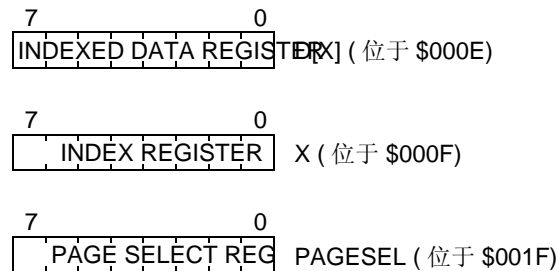 7 0
INDEXED DATA REGISTER D[X] ( 位于 $000E)
7 0
INDEX REGISTER X ( 位于 $000F)
7 0
PAGE SELECT REG PAGESEL ( 位于 $001F)